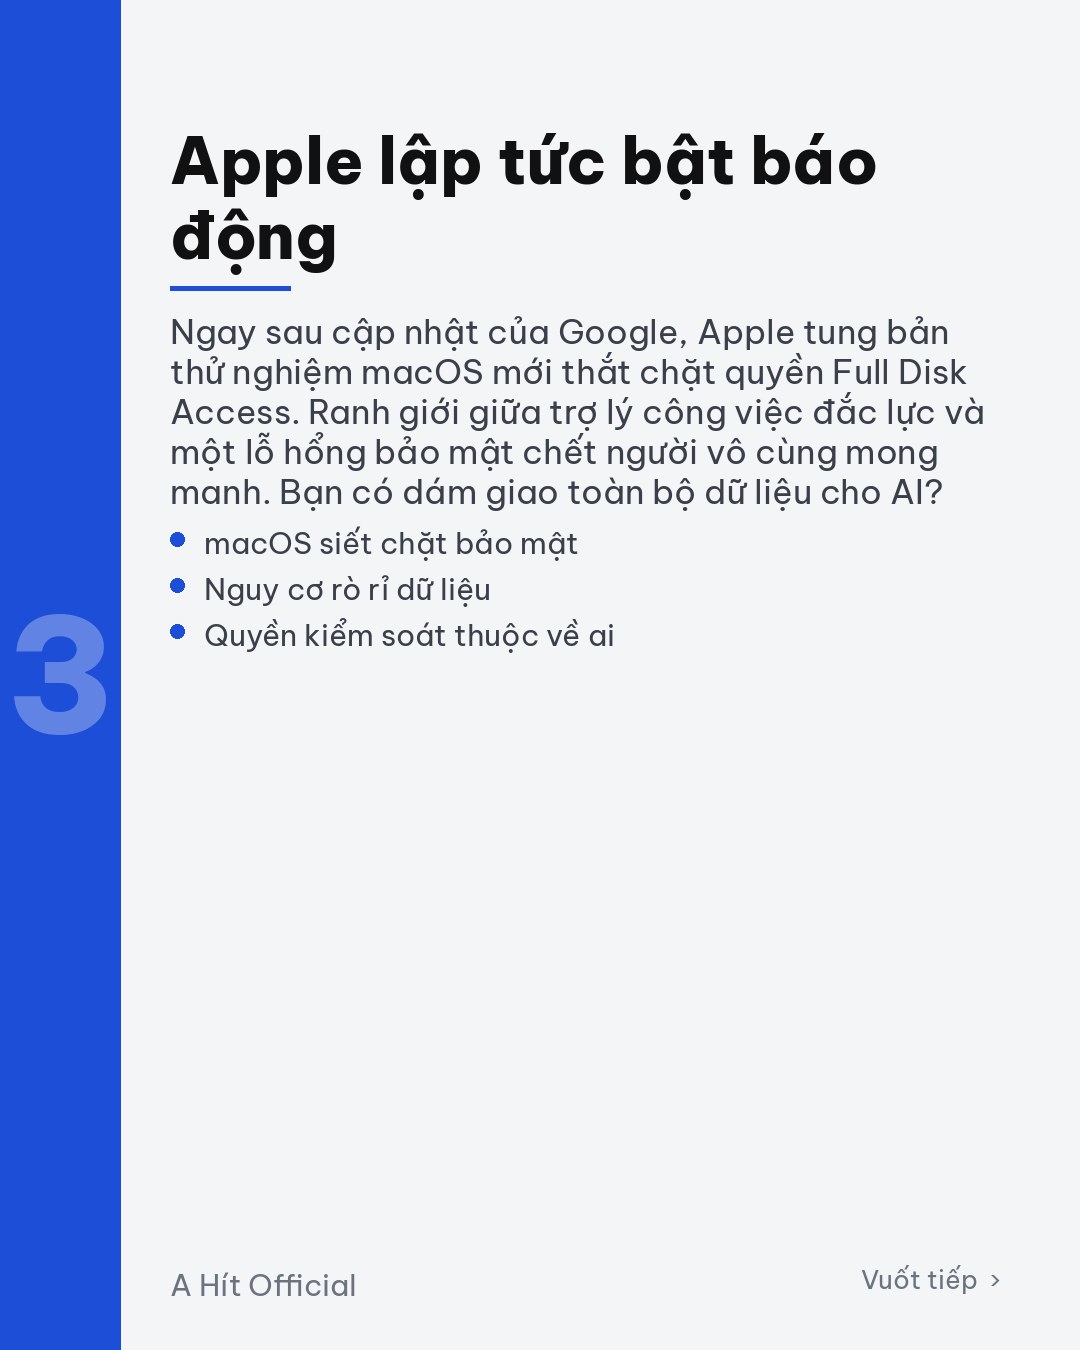 Apple lập tức bật báo
động
Ngay sau cập nhật của Google, Apple tung bản
thử nghiệm macOS mới thắt chặt quyền Full Disk
Access. Ranh giới giữa trợ lý công việc đắc lực và
một lỗ hổng bảo mật chết người vô cùng mong
manh. Bạn có dám giao toàn bộ dữ liệu cho AI?
macOS siết chặt bảo mật
Nguy cơ rò rỉ dữ liệu
Quyền kiểm soát thuộc về ai
3
A Hít Official
Vuốt tiếp ›